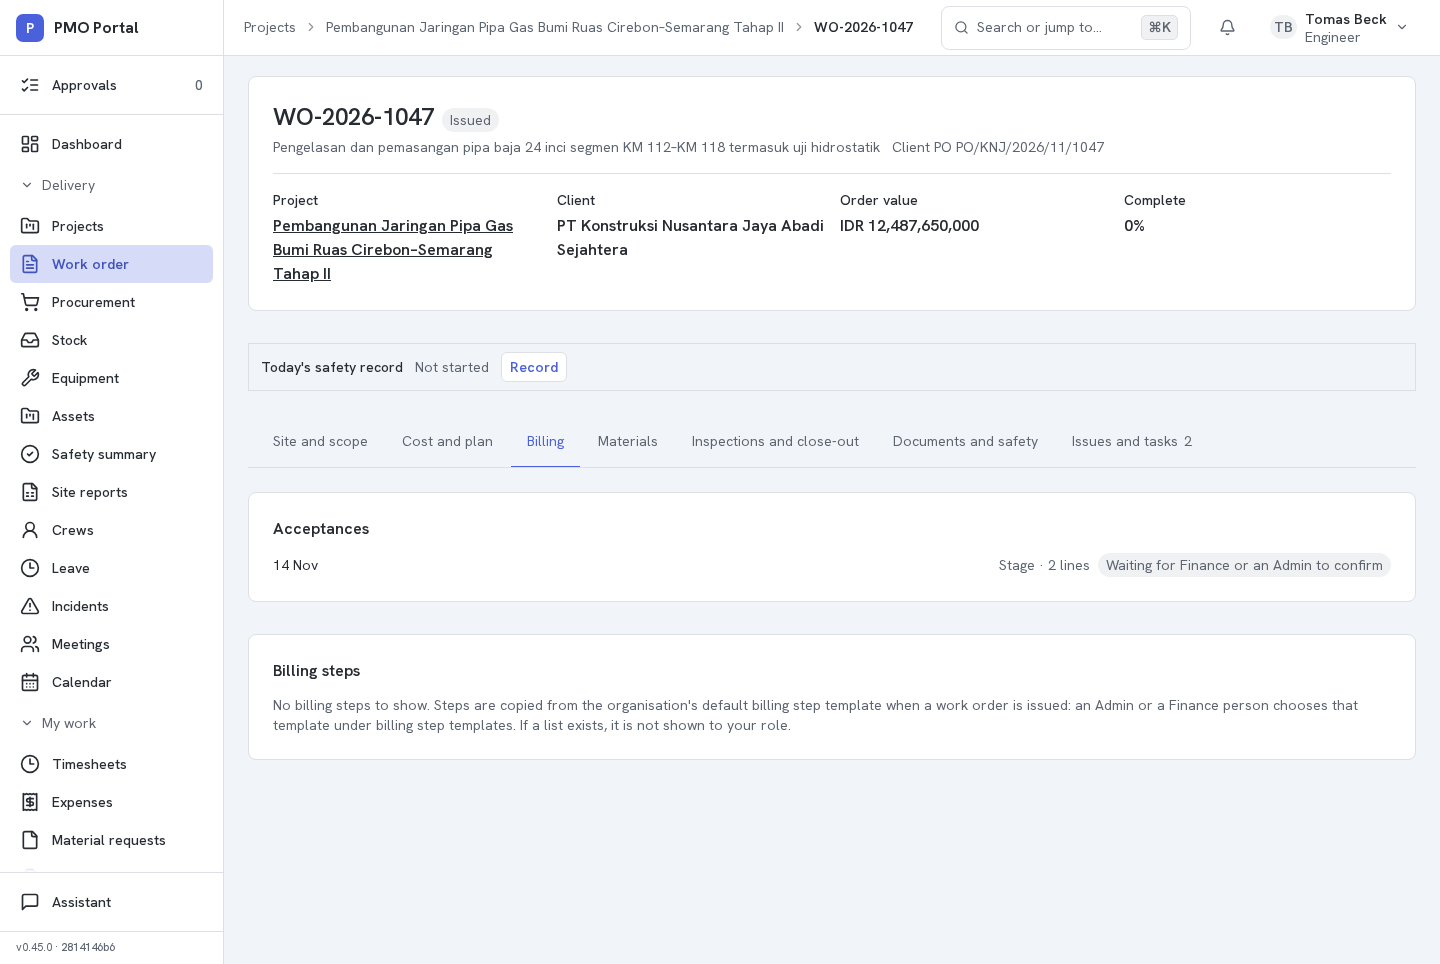 P PMO Portal
Projects > Pembangunan Jaringan Pipa Gas Bumi Ruas Cirebon–Semarang Tahap II > WO-2026-1047
Search or jump to...
⌘K
TB
Tomas Beck
Engineer
Approvals 0
Dashboard
Delivery
Projects
Work order
Procurement
Stock
Equipment
Assets
Safety summary
Site reports
Crews
Leave
Incidents
Meetings
Calendar
My work
Timesheets
Expenses
Material requests
Assistant
v0.45.0 · 2814146b6
WO-2026-1047 Issued
Pengelasan dan pemasangan pipa baja 24 inci segmen KM 112–KM 118 termasuk uji hidrostatik Client PO PO/KNJ/2026/11/1047
Project
Pembangunan Jaringan Pipa Gas
Bumi Ruas Cirebon–Semarang
Tahap II
Client
PT Konstruksi Nusantara Jaya Abadi
Sejahtera
Order value
IDR 12,487,650,000
Complete
0%
Today's safety record Not started Record
Site and scope Cost and plan Billing Materials Inspections and close-out Documents and safety Issues and tasks 2
Acceptances
14 Nov Stage · 2 lines Waiting for Finance or an Admin to confirm
Billing steps
No billing steps to show. Steps are copied from the organisation's default billing step template when a work order is issued: an Admin or a Finance person chooses that
template under billing step templates. If a list exists, it is not shown to your role.